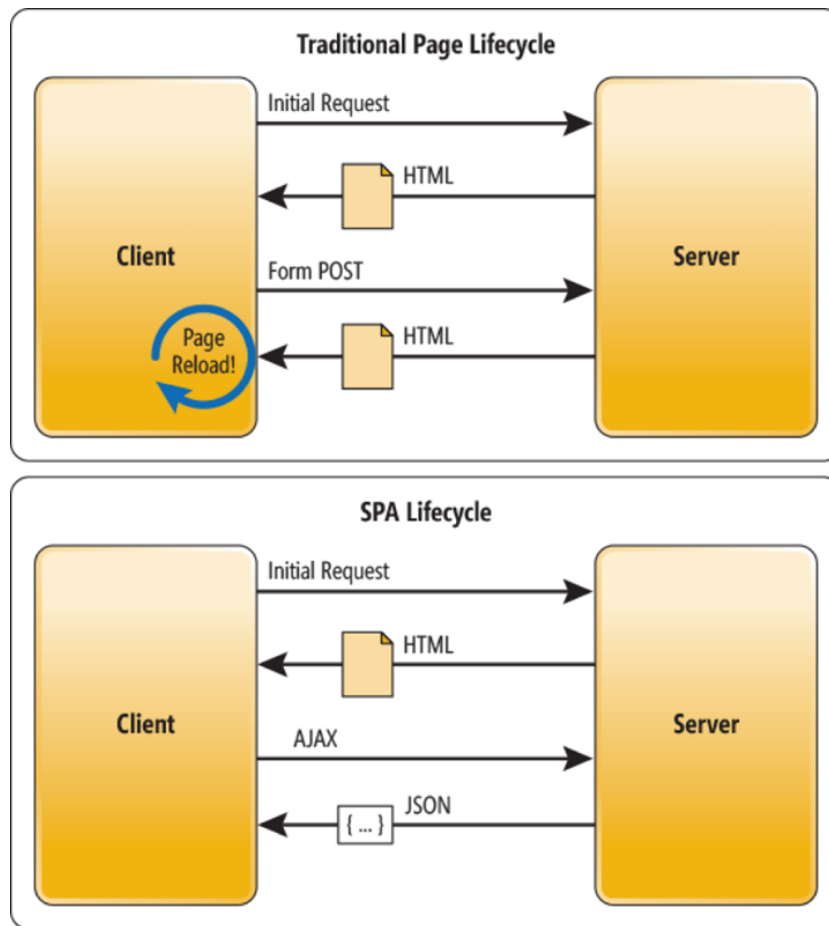 Traditional Page Lifecycle
Initial Request
HTML
Client
Server
Form POST
HTML
Page
Reload!
SPA Lifecycle
Initial Request
HTML
Client
Server
AJAX
JSON
{ ... }